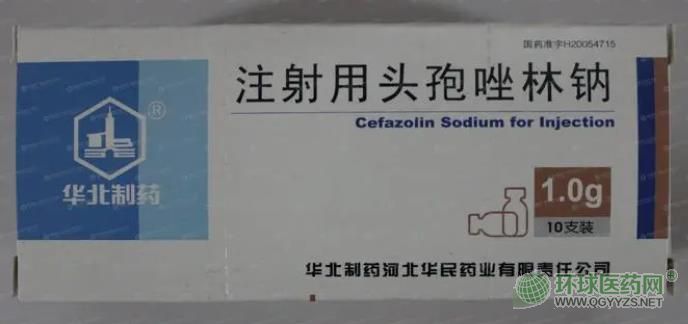 国药准字H20054715
注射用头孢唑林钠
®
Cefazolin Sodium for Injection
华北制药
1.0g
10支装
华北制药河北华民药业有限责任公司
环球医药网®
WWW.QGYYZS.NET